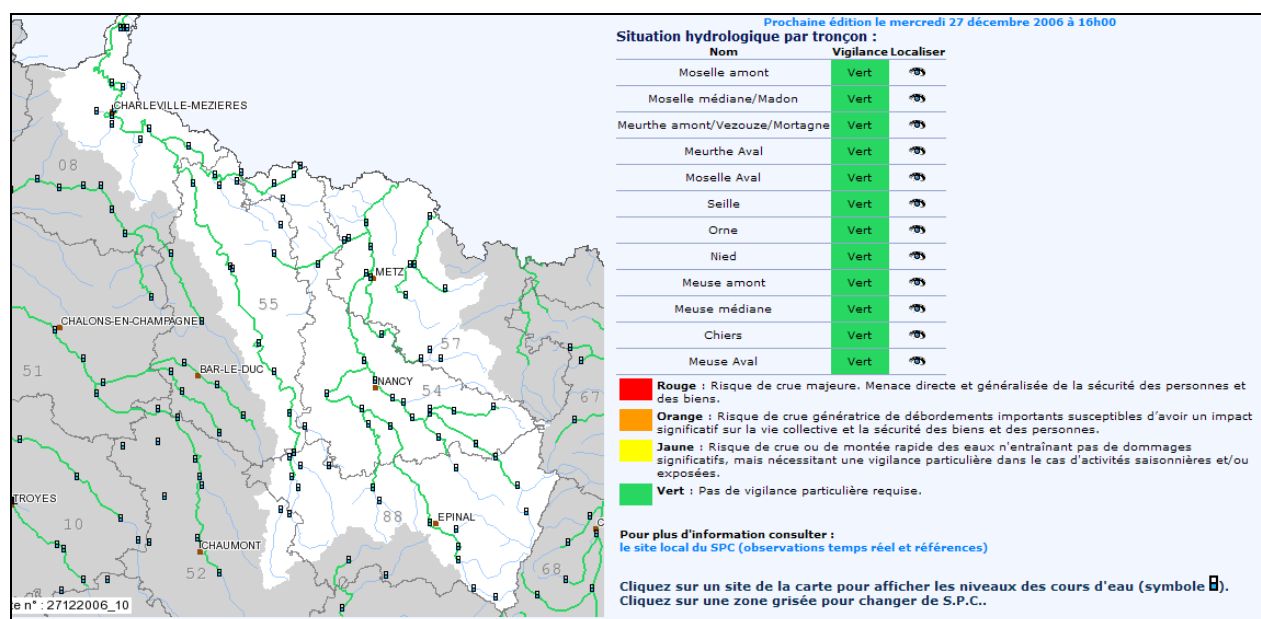 Prochaine édition le mercredi 27 décembre 2006 à 16h00
Situation hydrologique par tronçon :
Nom Vigilance Localiser
Moselle amont Vert
Moselle médiane/Madon Vert
Meurthe amont/Vezouze/Mortagne Vert
Meurthe Aval Vert
Moselle Aval Vert
Seille Vert
Orne Vert
Nied Vert
Meuse amont Vert
Meuse médiane Vert
Chiers Vert
Meuse Aval Vert
Rouge : Risque de crue majeure. Menace directe et généralisée de la sécurité des personnes et
des biens.
Orange : Risque de crue génératrice de débordements importants susceptibles d'avoir un impact
significatif sur la vie collective et la sécurité des biens et des personnes.
Jaune : Risque de crue ou de montée rapide des eaux n'entraînant pas de dommages
significatifs, mais nécessitant une vigilance particulière dans le cas d'activités saisonnières et/ou
exposées.
Vert : Pas de vigilance particulière requise.
Pour plus d'information consulter :
le site local du SPC (observations temps réel et références)
Cliquez sur un site de la carte pour afficher les niveaux des cours d'eau (symbole ).
Cliquez sur une zone grisée pour changer de S.P.C..
CHARLEVILLE-MEZIERES
08
METZ
55
CHALONS-EN-CHAMPAGNE
57
51
BAR-LE-DUC
NANCY
54
67
TROYES
10
88
EPINAL
C
CHAUMONT
52
68
te n° : 27122006_10